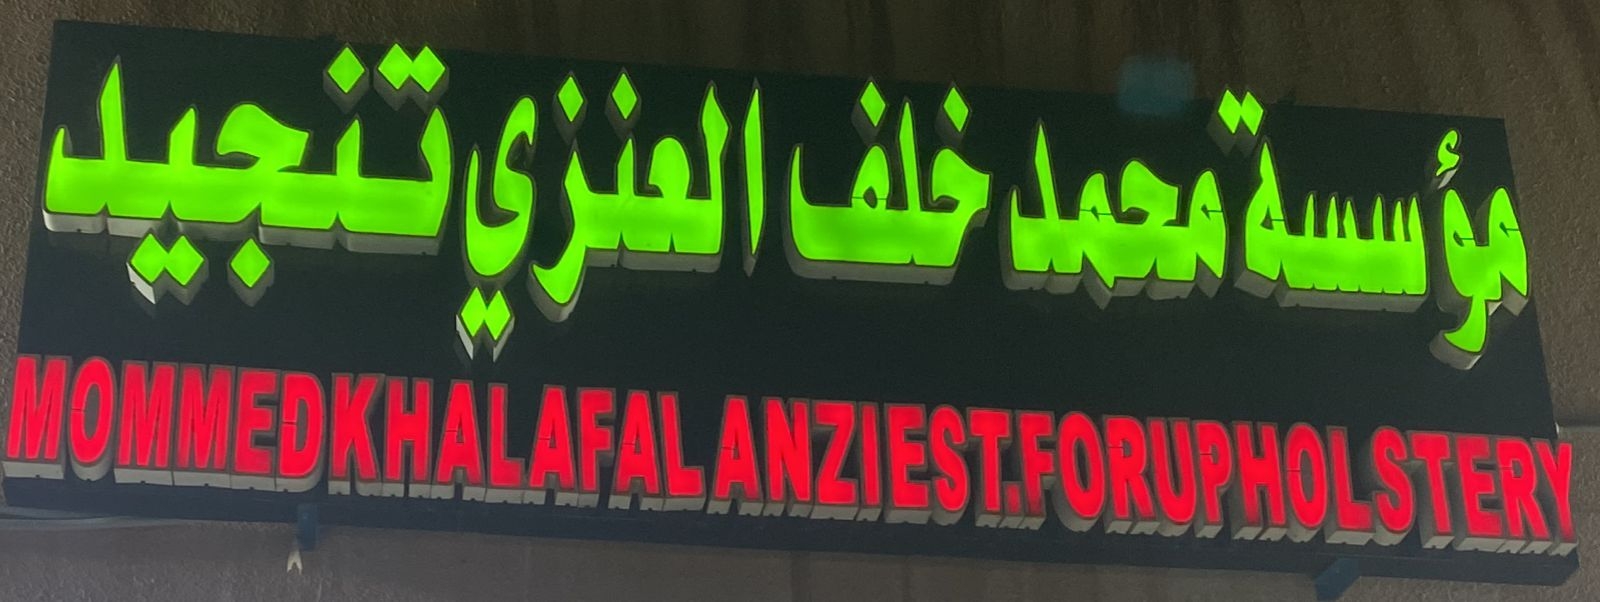 مؤسسة محمد خلف العنزي تنجيد
MOMMEDKHALAFAL ANZIEST.FORUPHOLSTERY